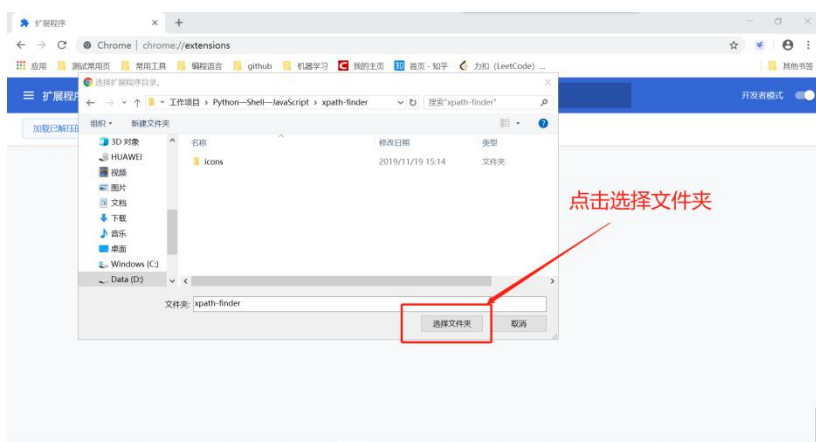 扩展程序
Chrome | chrome://extensions
应用 测试常用页 常用工具 编程语言 github 机器学习 我的主页 首页 - 知乎 力扣 (LeetCode) ... 其他书签
选择扩展程序目录。
扩展程序 开发者模式
工作项目 › Python—Shell—JavaScript › xpath-finder 搜索"xpath-finder"
加载已解压
组织 新建文件夹
名称 修改日期 类型
3D 对象
HUAWEI
icons 2019/11/19 15:14 文件夹
视频
图片
文档
下载
音乐
桌面
Windows (C:)
Data (D:)
点击选择文件夹
文件夹: xpath-finder
选择文件夹 取消